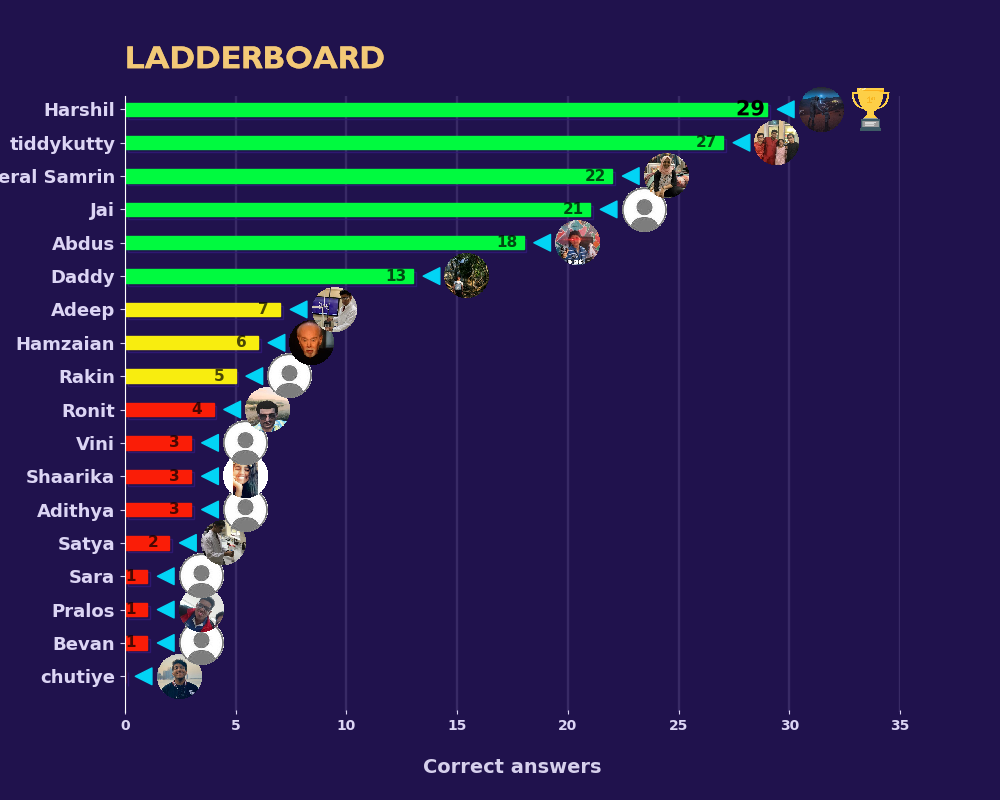 LADDERBOARD
Harshil 29
tiddykutty 27
eral Samrin 22
Jai 21
Abdus 18
Daddy 13
Adeep 7
Hamzaian 6
Rakin 5
Ronit 4
Vini 3
Shaarika 3
Adithya 3
Satya 2
Sara 1
Pralos 1
Bevan 1
chutiye
0 5 10 15 20 25 30 35
Correct answers